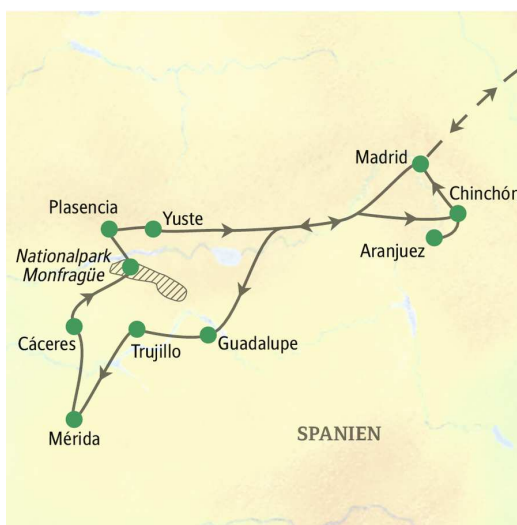 Madrid
Chinchón
Plasencia
Yuste
Aranjuez
Nationalpark
Monfragüe
Cáceres
Trujillo
Guadalupe
Mérida
SPANIEN